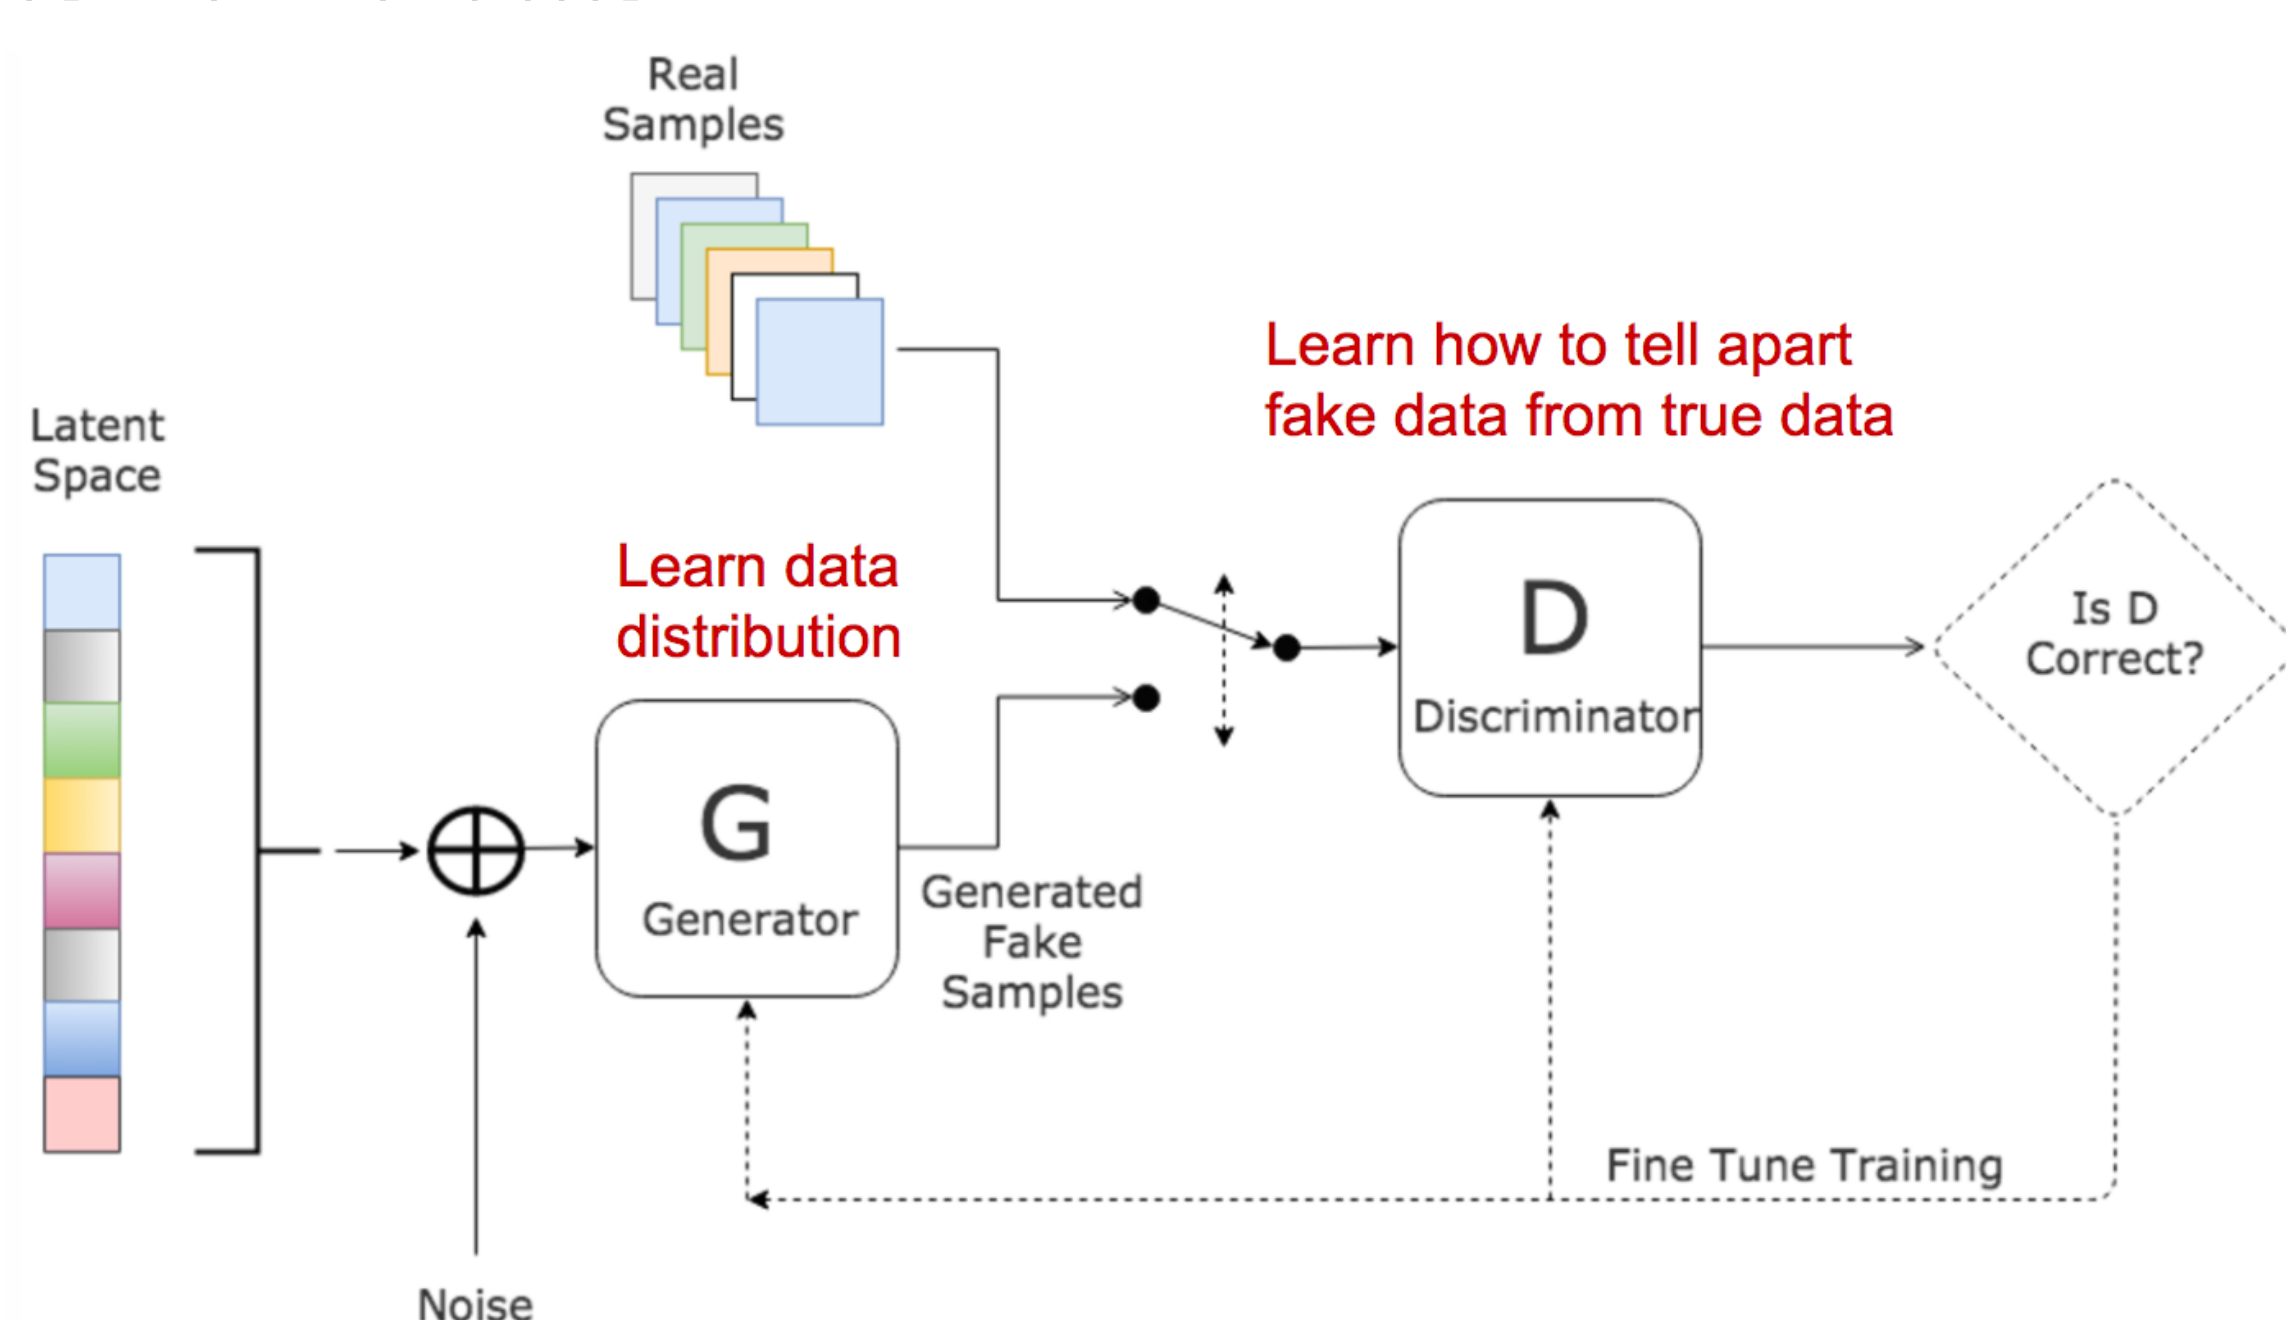 Real
Samples
Learn how to tell apart
fake data from true data
Latent
Space
Learn data
distribution
Is D
Correct?
D
Discriminator
G
Generator
Generated
Fake
Samples
Fine Tune Training
Noise